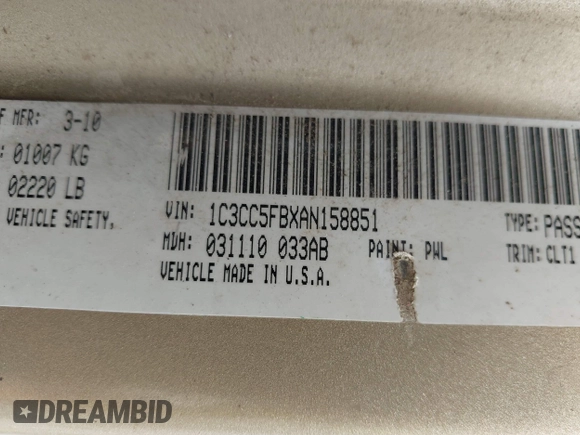 F MFR: 3-10
: 01007 KG
02220 LB
VEHICLE SAFETY,
VIN: 1C3CC5FBXAN158851
TYPE: PASS
MDH: 031110 033AB
PAINT: PWL
TRIM: CLT1
VEHICLE MADE IN U.S.A.
DREAMBID